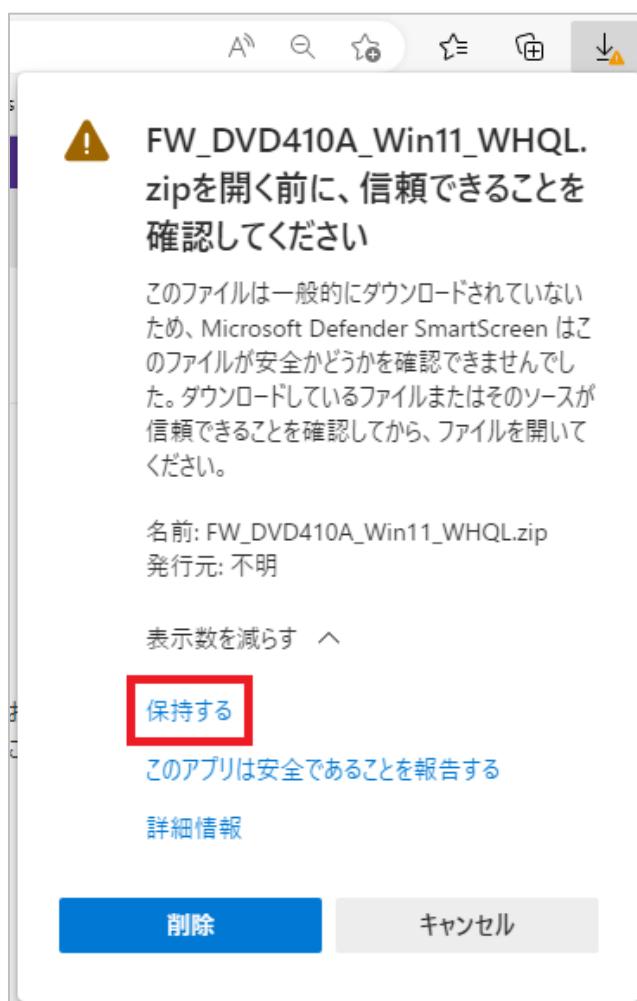 A
s
FW_DVD410A_Win11_WHQL.
zipを開く前に、信頼できることを
確認してください
このファイルは一般的にダウンロードされていない
ため、Microsoft Defender SmartScreen はこ
のファイルが安全かどうかを確認できませんでし
た。ダウンロードしているファイルまたはそのソースが
信頼できることを確認してから、ファイルを開いて
ください。
名前: FW_DVD410A_Win11_WHQL.zip
発行元: 不明
表示数を減らす
保持する
このアプリは安全であることを報告する
詳細情報
削除
キャンセル